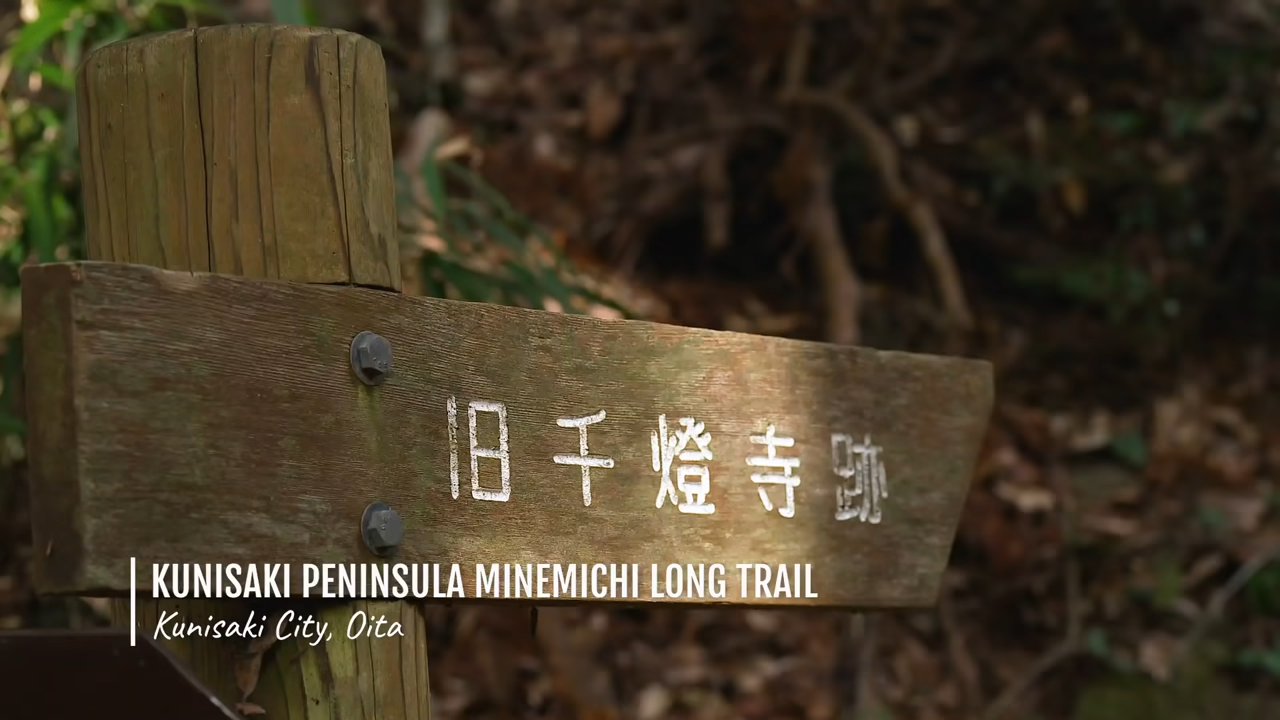 旧千燈寺跡
KUNISAKI PENINSULA MINEMICHI LONG TRAIL
Kunisaki City, Oita